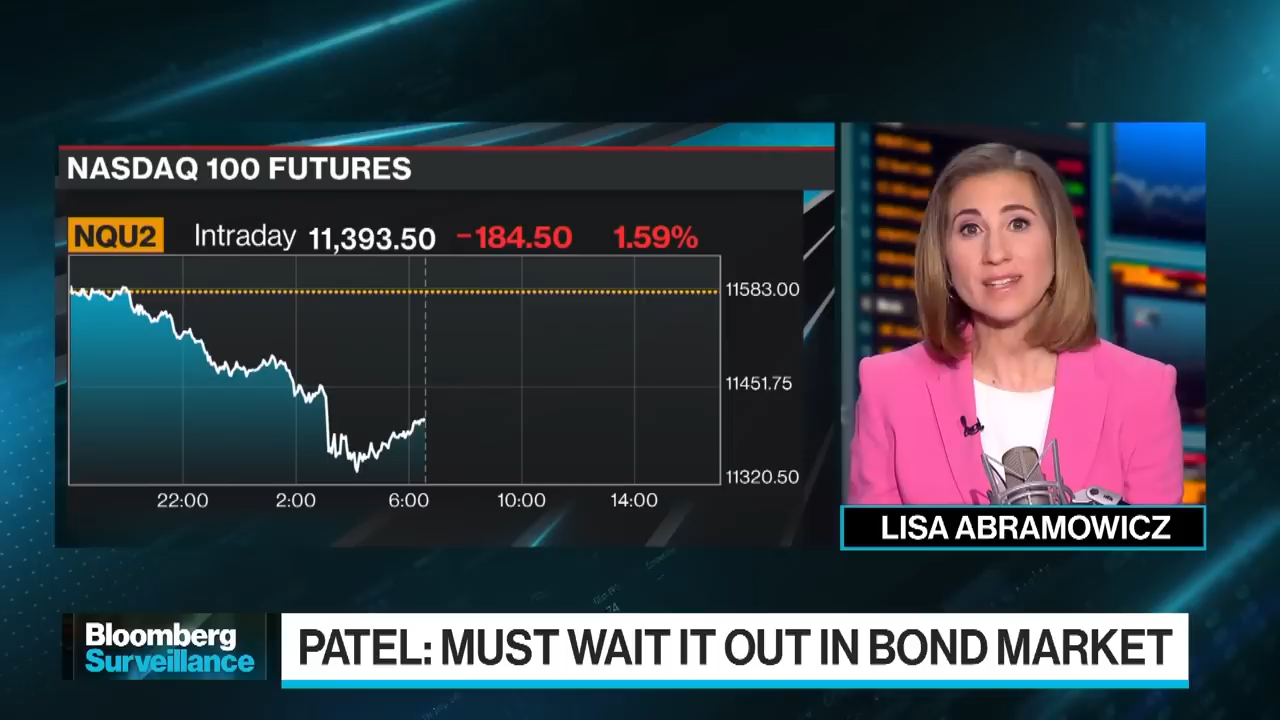 NASDAQ 100 FUTURES
NQU2 Intraday 11,393.50 -184.50 1.59%
11583.00
11451.75
11320.50
22:00 2:00 6:00 10:00 14:00
LISA ABRAMOWICZ
Bloomberg
Surveillance
PATEL: MUST WAIT IT OUT IN BOND MARKET